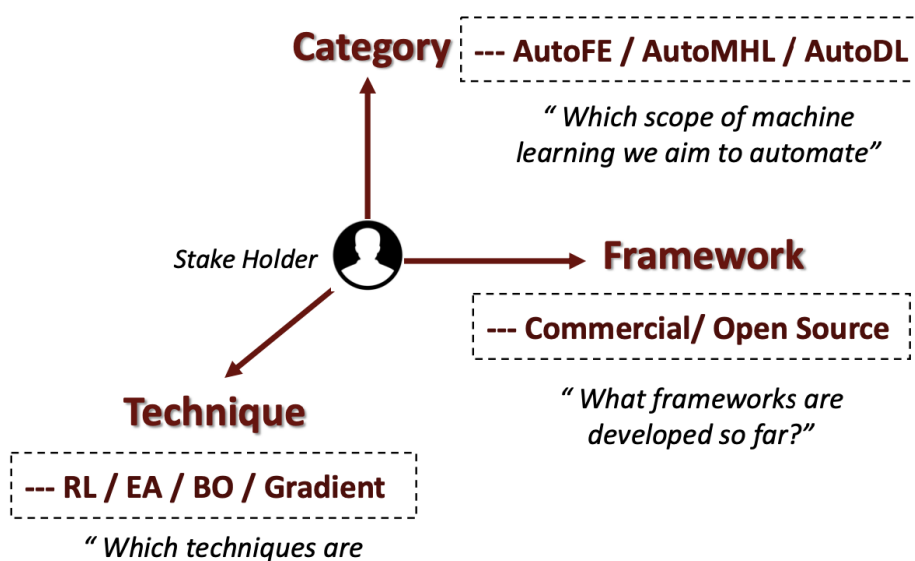 Category
--- AutoFE / AutoMHL / AutoDL
“ Which scope of machine
learning we aim to automate”
Stake Holder
Framework
--- Commercial/ Open Source
“ What frameworks are
developed so far?”
Technique
--- RL / EA / BO / Gradient
“ Which techniques are